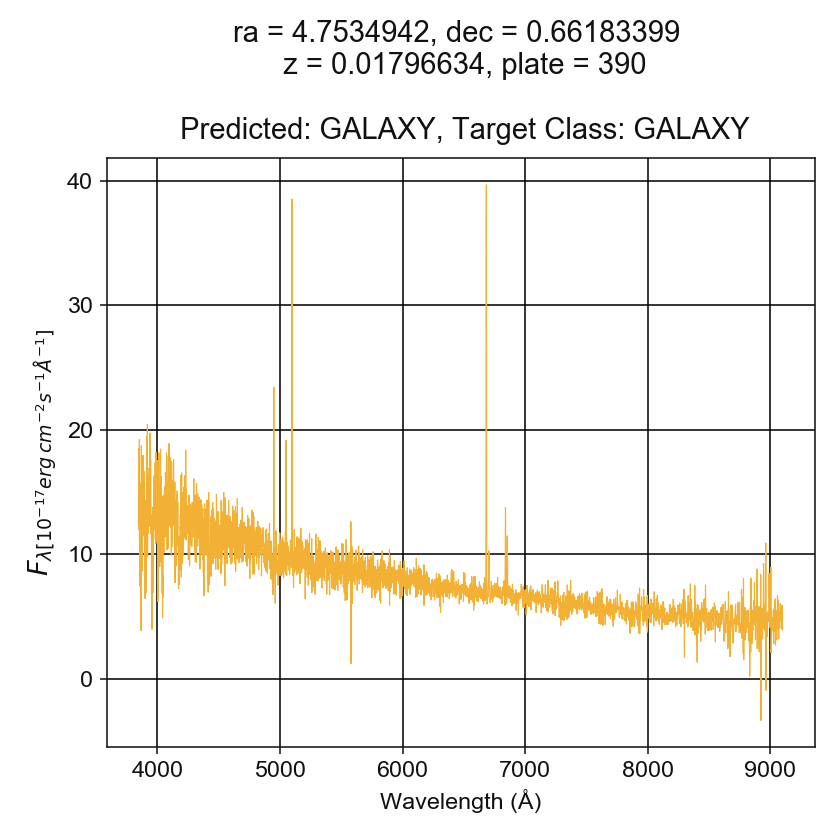 ra = 4.7534942, dec = 0.66183399
z = 0.01796634, plate = 390
Predicted: GALAXY, Target Class: GALAXY
40
30
20
10
0
F_λ[10^{−17} erg cm^{−2} s^{−1} Å^{−1}]
4000 5000 6000 7000 8000 9000
Wavelength (Å)